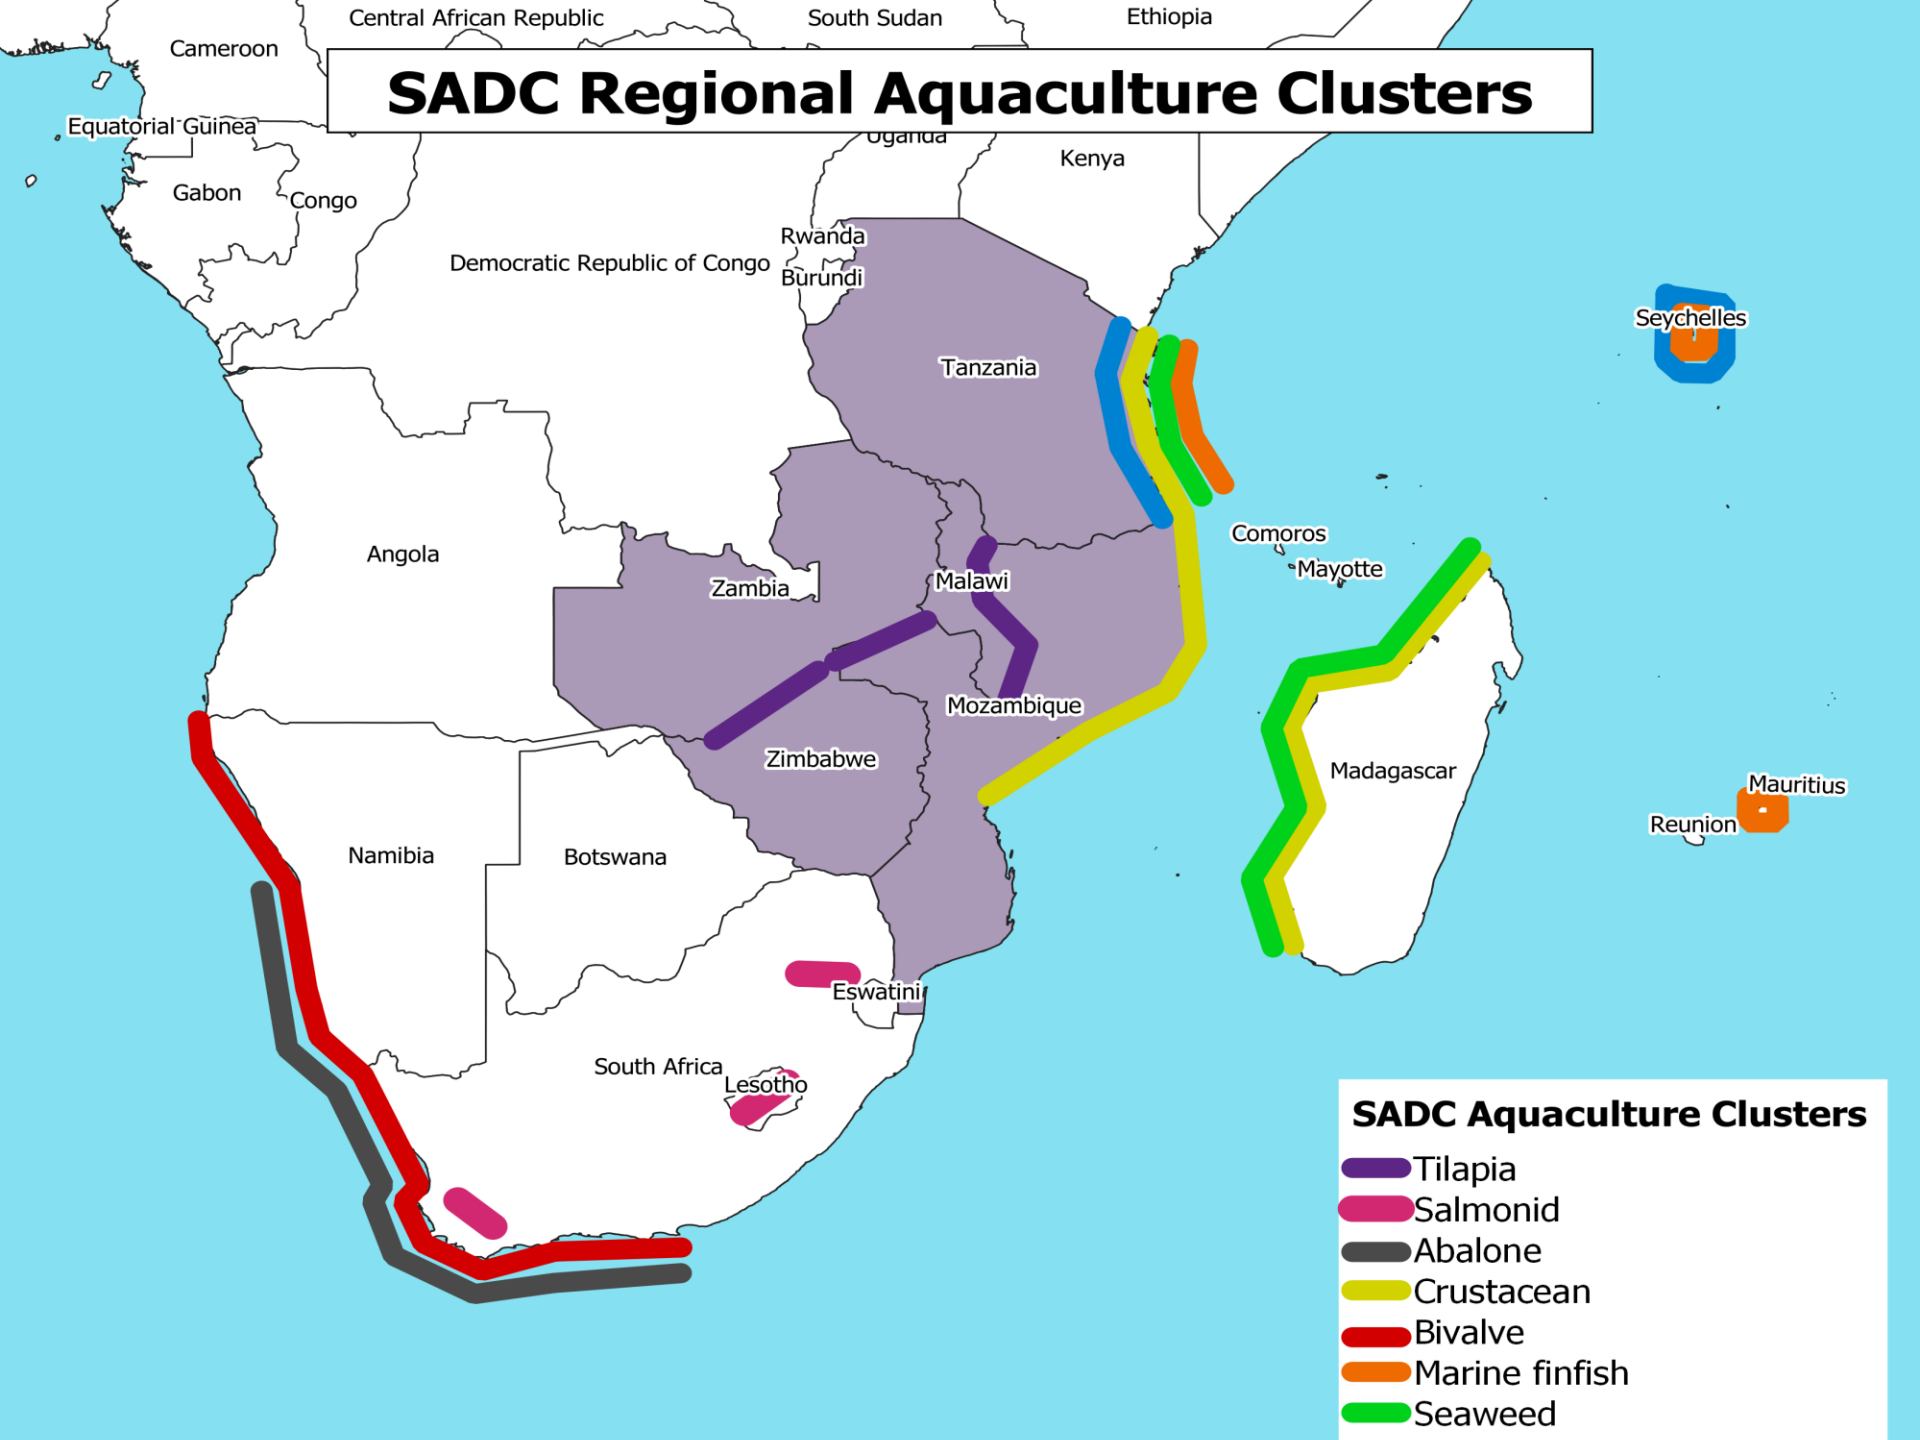 Central African Republic
South Sudan
Ethiopia
Cameroon
SADC Regional Aquaculture Clusters
Equatorial Guinea
Uganda
Kenya
Gabon
Congo
Rwanda
Democratic Republic of Congo
Burundi
Seychelles
Tanzania
Comoros
Angola
Mayotte
Zambia
Malawi
Mozambique
Zimbabwe
Madagascar
Mauritius
Reunion
Namibia
Botswana
Eswatini
South Africa
Lesotho
SADC Aquaculture Clusters
Tilapia
Salmonid
Abalone
Crustacean
Bivalve
Marine finfish
Seaweed